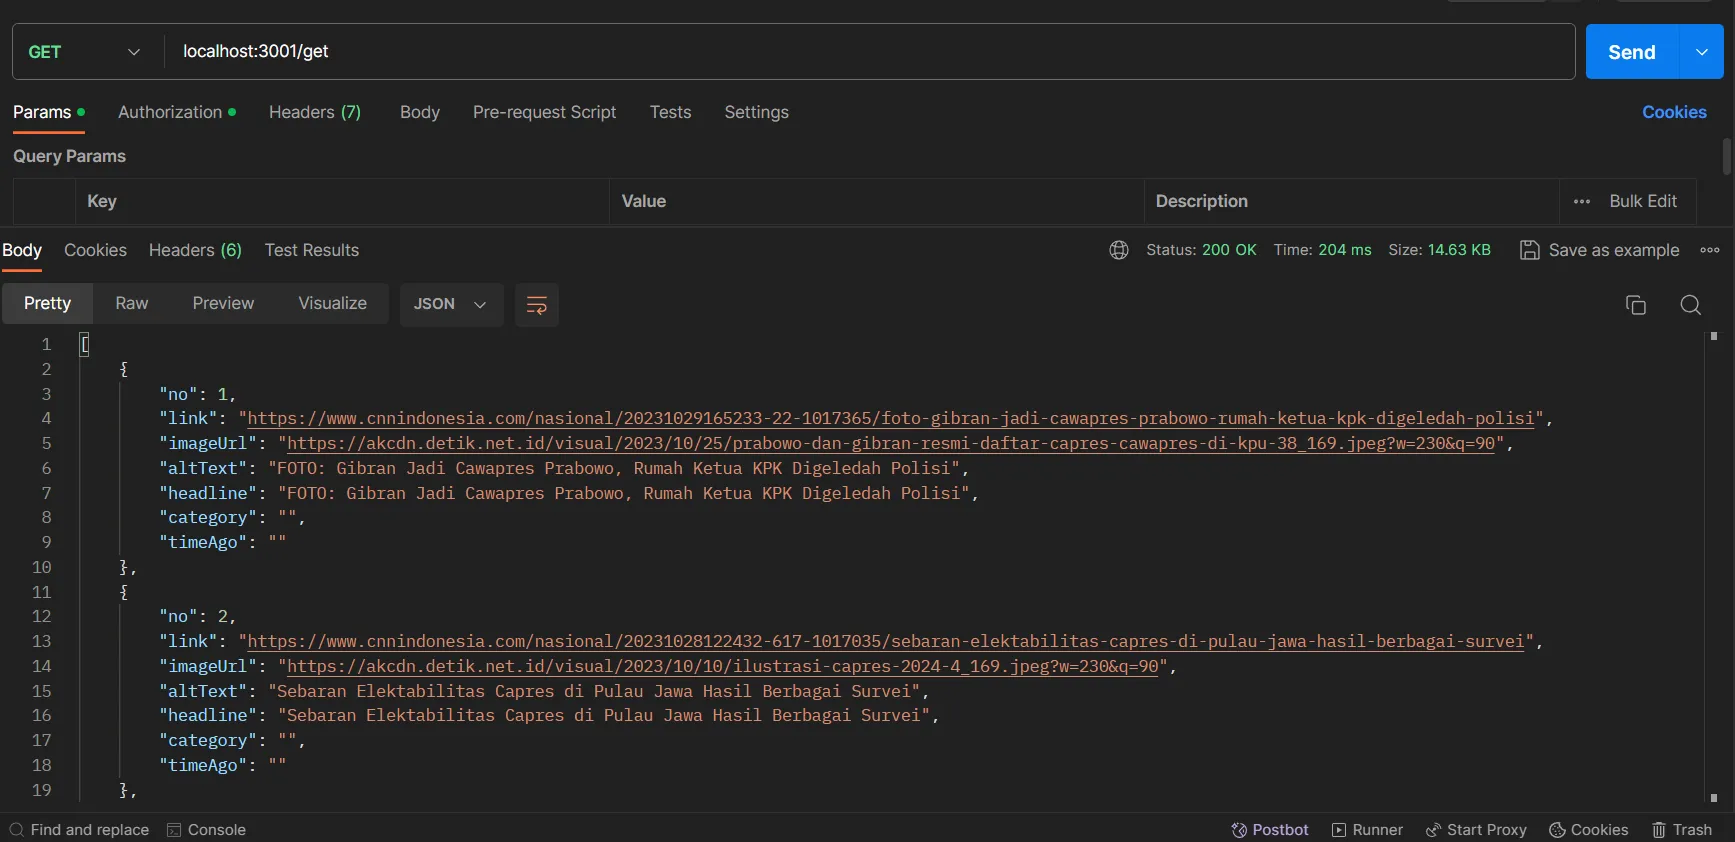 GET localhost:3001/get Send
Params Authorization Headers (7) Body Pre-request Script Tests Settings Cookies
Query Params
Key Value Description Bulk Edit
Body Cookies Headers (6) Test Results Status: 200 OK Time: 204 ms Size: 14.63 KB Save as example
Pretty Raw Preview Visualize JSON
1 [
2 {
3 "no": 1,
4 "link": "https://www.cnnindonesia.com/nasional/20231029165233-22-1017365/foto-gibran-jadi-cawapres-prabowo-rumah-ketua-kpk-digeledah-polisi",
5 "imageUrl": "https://akcdn.detik.net.id/visual/2023/10/25/prabowo-dan-gibran-resmi-daftar-capres-cawapres-di-kpu-38_169.jpeg?w=230&q=90",
6 "altText": "FOTO: Gibran Jadi Cawapres Prabowo, Rumah Ketua KPK Digeledah Polisi",
7 "headline": "FOTO: Gibran Jadi Cawapres Prabowo, Rumah Ketua KPK Digeledah Polisi",
8 "category": "",
9 "timeAgo": ""
10 },
11 {
12 "no": 2,
13 "link": "https://www.cnnindonesia.com/nasional/20231028122432-617-1017035/sebaran-elektabilitas-capres-di-pulau-jawa-hasil-berbagai-survei",
14 "imageUrl": "https://akcdn.detik.net.id/visual/2023/10/10/ilustrasi-capres-2024-4_169.jpeg?w=230&q=90",
15 "altText": "Sebaran Elektabilitas Capres di Pulau Jawa Hasil Berbagai Survei",
16 "headline": "Sebaran Elektabilitas Capres di Pulau Jawa Hasil Berbagai Survei",
17 "category": "",
18 "timeAgo": ""
19 },
Find and replace Console Postbot Runner Start Proxy Cookies Trash